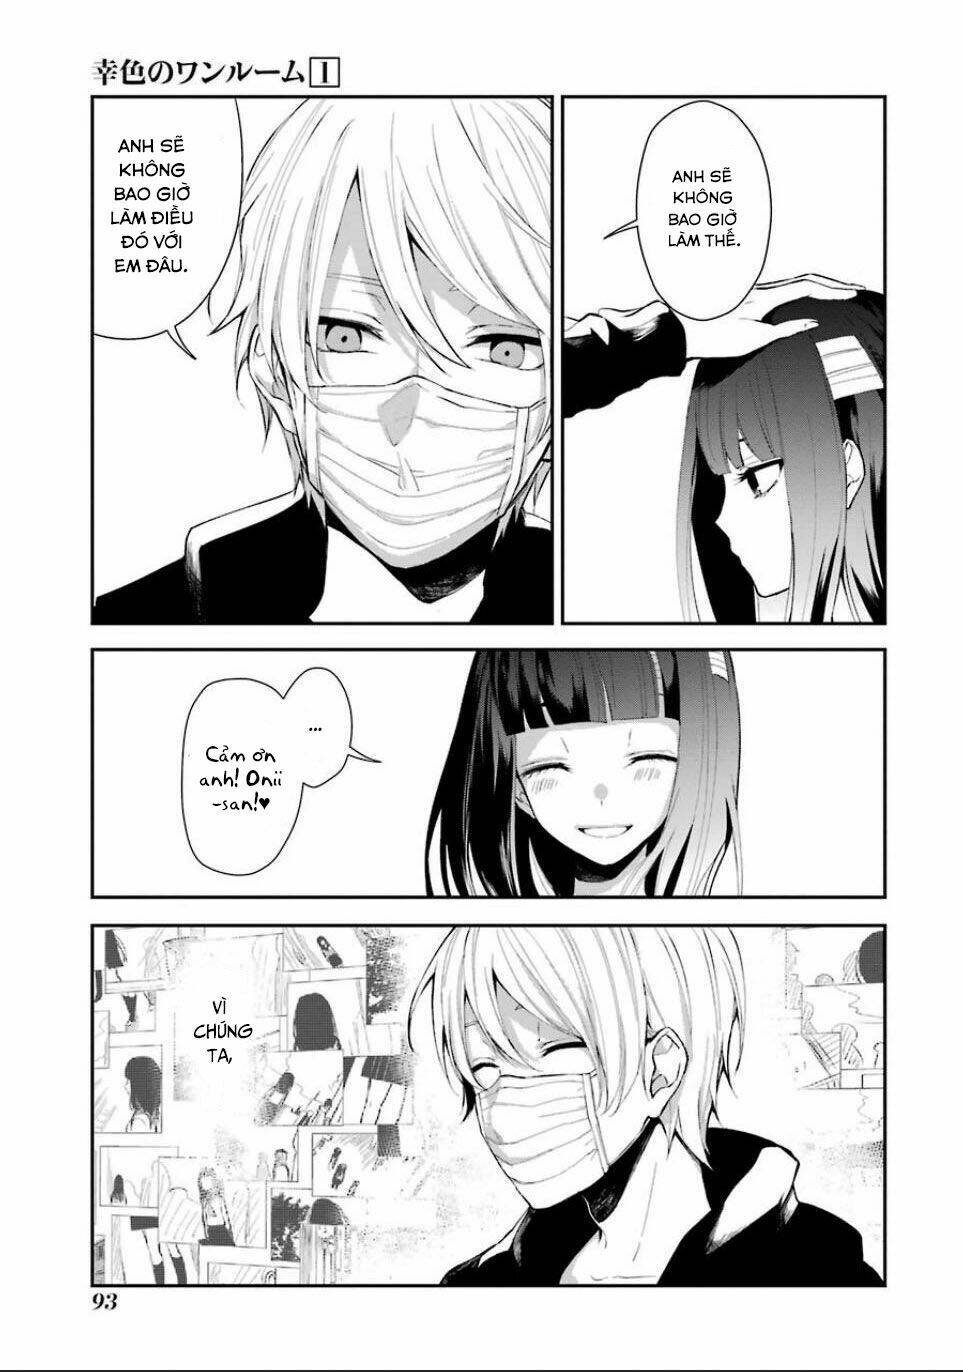 幸色のワンルーム 1
ANH SẼ
KHÔNG
BAO GIỜ
LÀM THẾ.
ANH SẼ
KHÔNG
BAO GIỜ
LÀM ĐIỀU
ĐÓ VỚI
EM ĐÂU.
...
Cảm ơn
anh! Onii
-san!♥
VÌ
CHÚNG
TA,
93